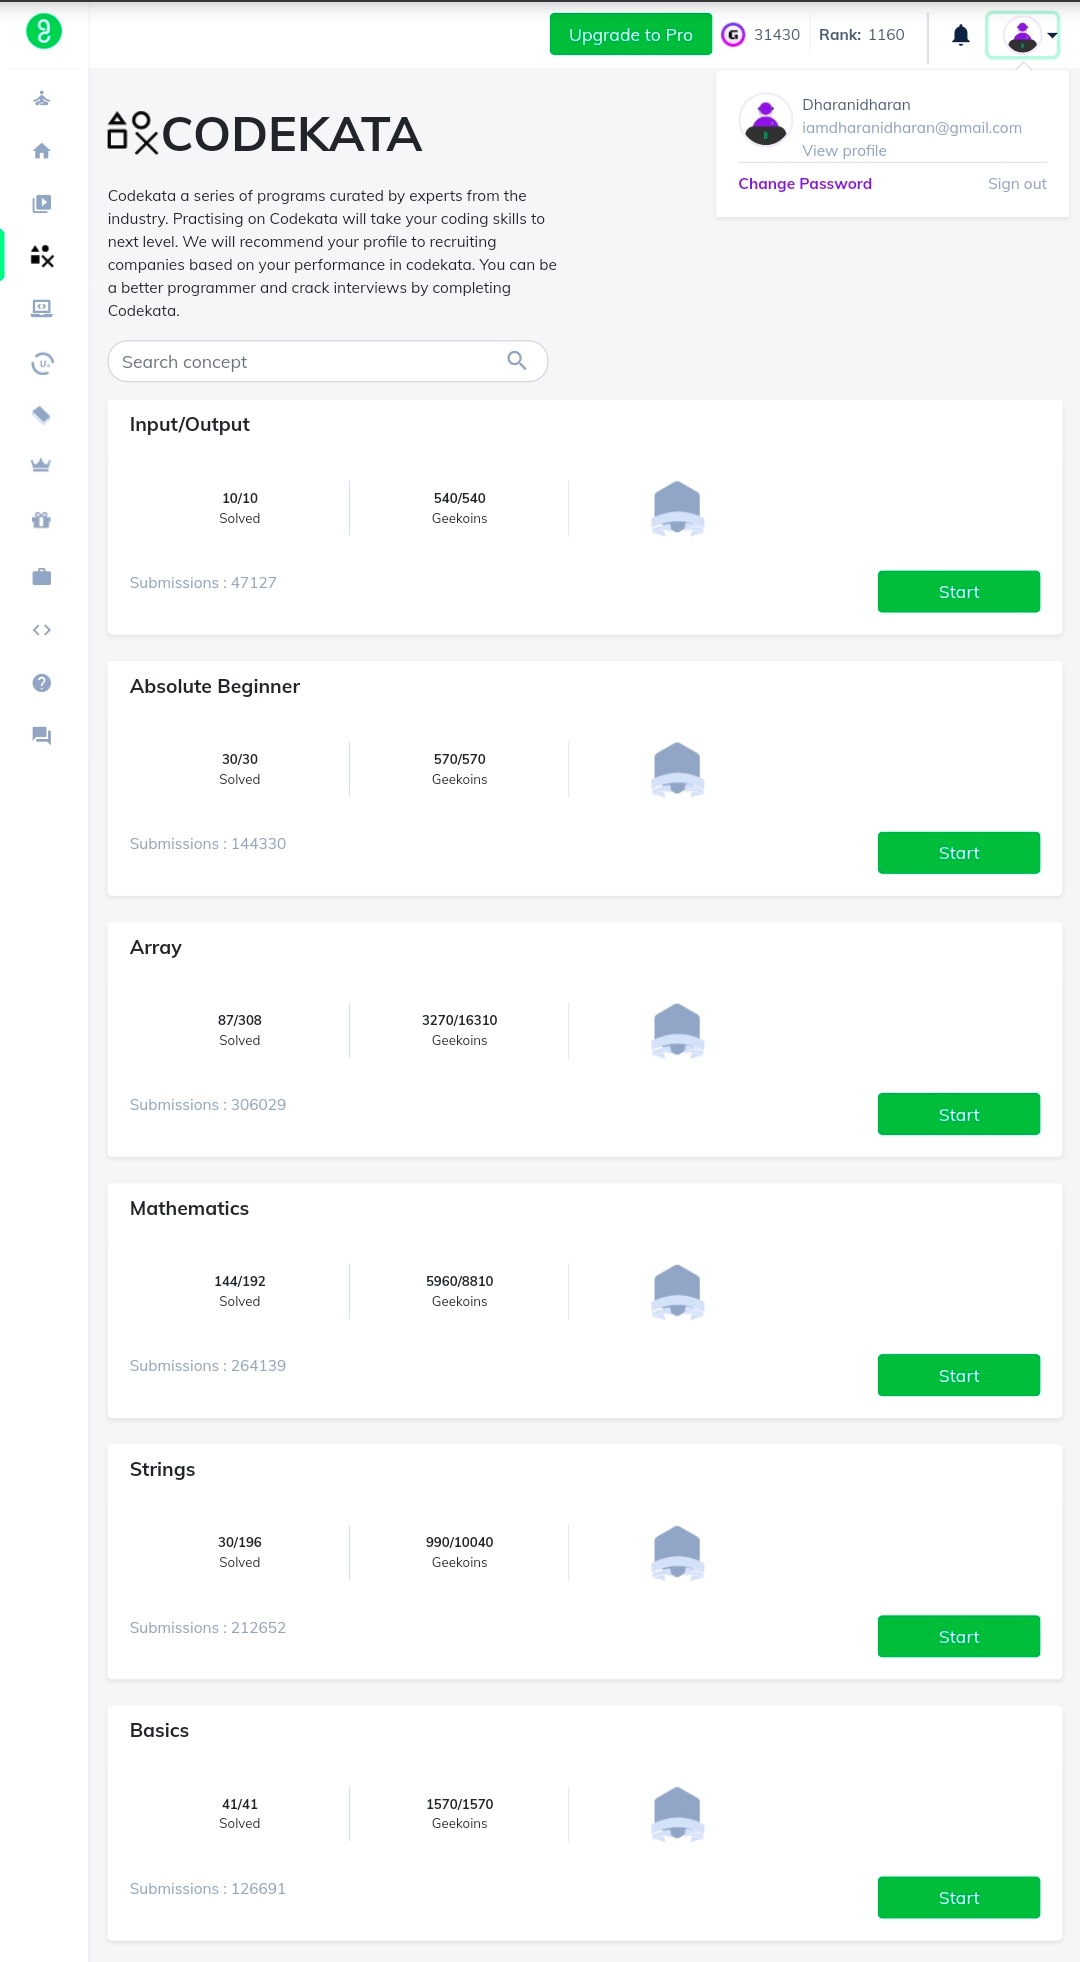 Upgrade to Pro
G 31430
Rank: 1160
Dharanidharan
iamdharanidharan@gmail.com
View profile
Change Password
Sign out
CODEKATA
Codekata a series of programs curated by experts from the
industry. Practising on Codekata will take your coding skills to
next level. We will recommend your profile to recruiting
companies based on your performance in codekata. You can be
a better programmer and crack interviews by completing
Codekata.
Search concept
Input/Output
10/10
Solved
540/540
Geekoins
Submissions : 47127
Start
Absolute Beginner
30/30
Solved
570/570
Geekoins
Submissions : 144330
Start
Array
87/308
Solved
3270/16310
Geekoins
Submissions : 306029
Start
Mathematics
144/192
Solved
5960/8810
Geekoins
Submissions : 264139
Start
Strings
30/196
Solved
990/10040
Geekoins
Submissions : 212652
Start
Basics
41/41
Solved
1570/1570
Geekoins
Submissions : 126691
Start